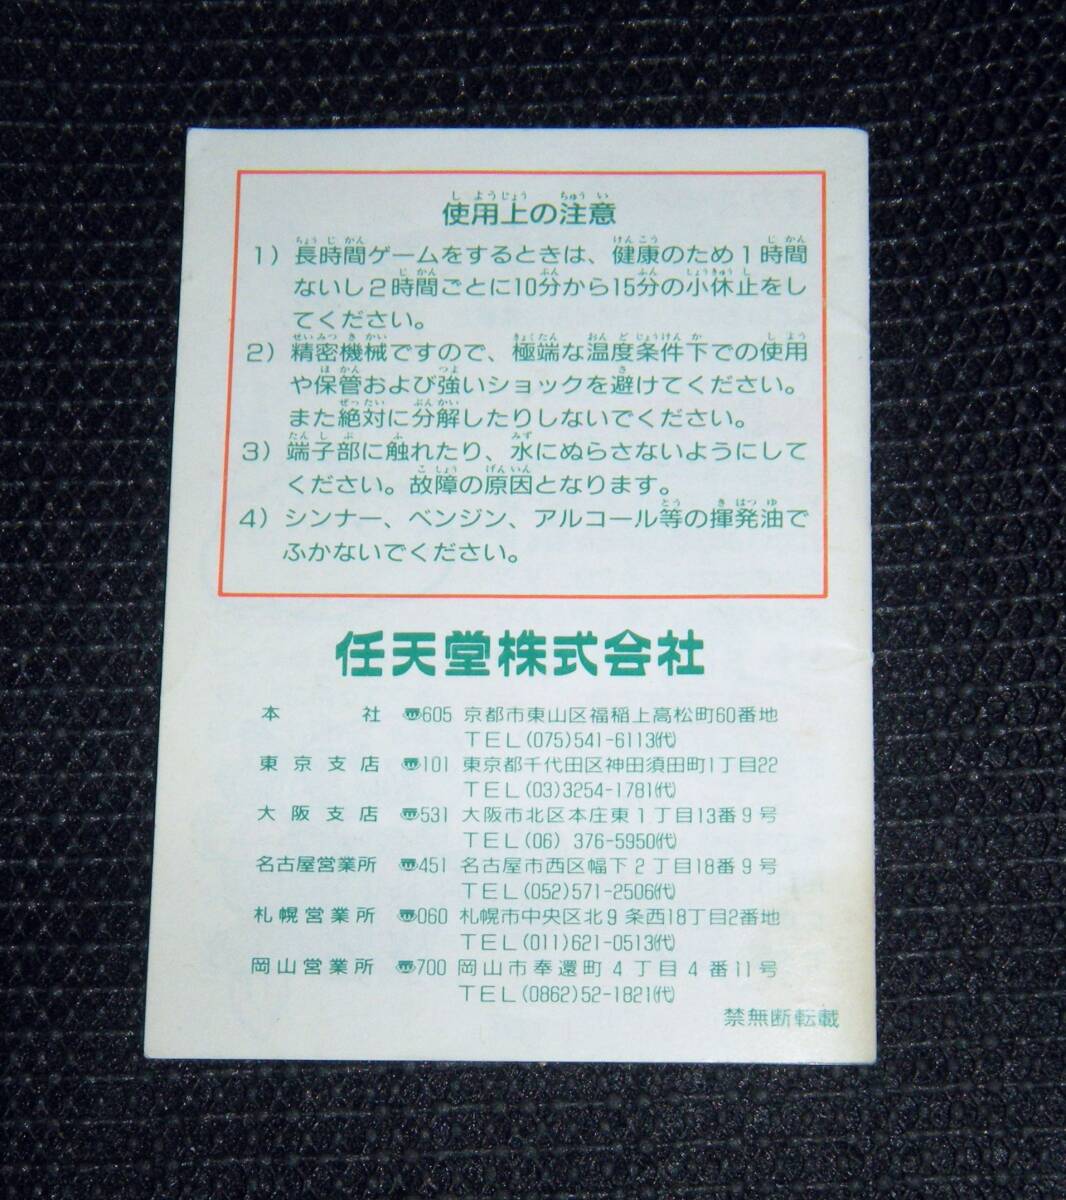 使用上の注意
1）長時間ゲームをするときは、健康のため1時間
ないし2時間ごとに10分から15分の小休止をし
てください。
2）精密機械ですので、極端な温度条件下での使用
や保管および強いショックを避けてください。
また絶対に分解したりしないでください。
3）端子部に触れたり、水にぬらさないようにして
ください。故障の原因となります。
4）シンナー、ベンジン、アルコール等の揮発油で
ふかないでください。
任天堂株式会社
本社 〠605 京都市東山区福稲上高松町60番地
TEL(075)541-6113(代)
東京支店 〠101 東京都千代田区神田須田町1丁目22
TEL(03)3254-1781(代)
大阪支店 〠531 大阪市北区本庄東1丁目13番9号
TEL(06) 376-5950(代)
名古屋営業所 〠451 名古屋市西区幅下2丁目18番9号
TEL(052)571-2506(代)
札幌営業所 〠060 札幌市中央区北9条西18丁目2番地
TEL(011)621-0513(代)
岡山営業所 〠700 岡山市奉還町4丁目4番11号
TEL(0862)52-1821(代)
禁無断転載